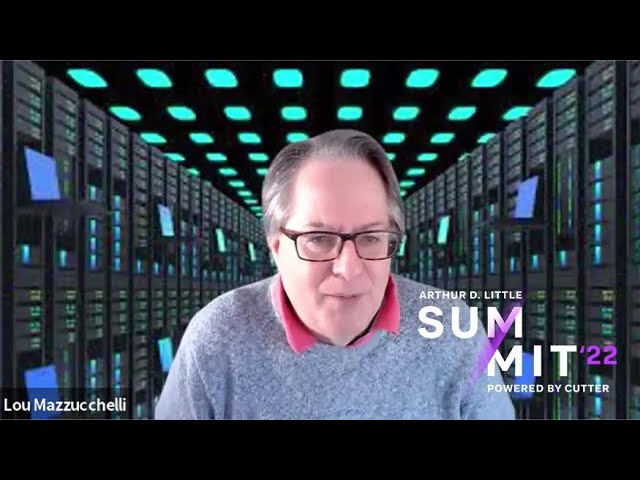 ARTHUR D. LITTLE
SUM
MIT'22
POWERED BY CUTTER
Lou Mazzucchelli